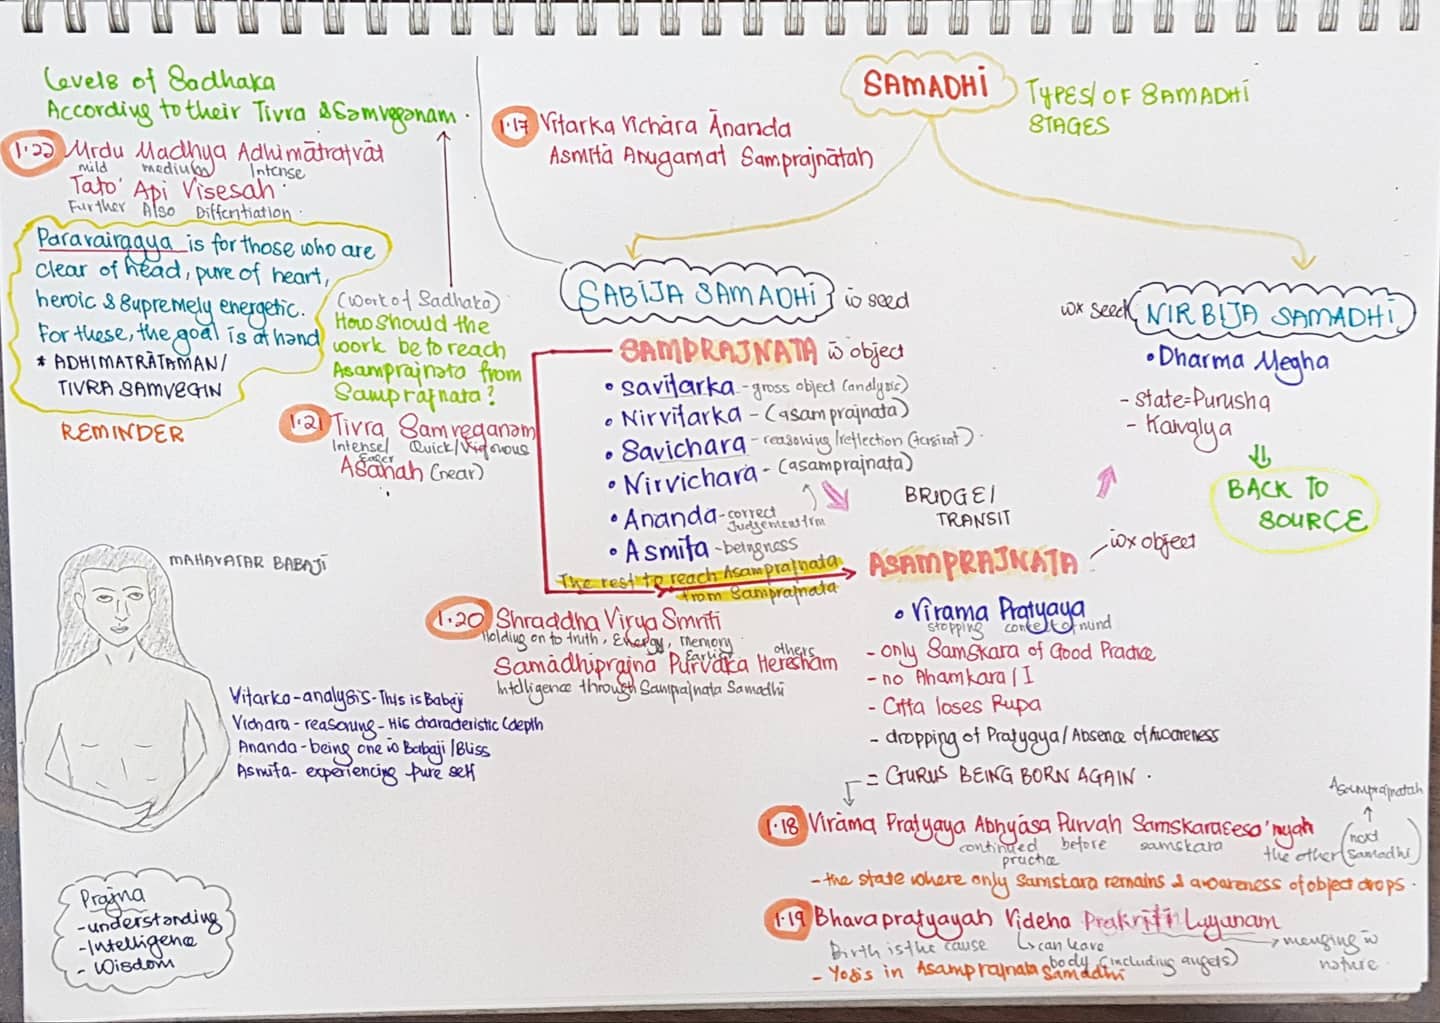 Levels of Sadhaka
According to their Tivra & Samveganam.
1.22 Mrdu Madhya Adhimātratvāt
mild medium Intense
Tato' Api Visesah.
Further Also Differentiation.
Paravairagya is for those who are
clear of head, pure of heart,
heroic & supremely energetic.
For these, the goal is at hand
* ADHIMATRĀTAMAN/
TIVRA SAMVEGIN
REMINDER
(Work of Sadhaka)
How should the
work be to reach
Asamprajnata from
Samprajnata?
1.21 Tivra Samveganam
Intense/ Quick/Vigorous
Eager
Asanah (near)
1.17 Vitarka Vichāra Ānanda
Asmitā Anugamat Samprajnātah
SAMADHI
TYPES/ OF SAMADHI
STAGES
SABIJA SAMADHI
w seed
SAMPRAJNATA w object
• Savitarka - gross object (analysis)
• Nirvitarka - (asamprajnata)
• Savichara - reasoning/reflection
• Nirvichara - (asamprajnata)
• Ananda - correct
judgement
• Asmita - beingness
The rest to reach Asamprajnata
from Samprajnata
BRIDGE/
TRANSIT
wx seed
NIRBIJA SAMADHI
• Dharma Megha
- state=Purusha
- Kaivalya
BACK TO
SOURCE
ASAMPRAJNATA
wx object
• Virama Pratyaya
stopping content of mind
- only Samskara of Good Practice
- no Ahamkara/I
- Citta loses Rupa
- dropping of Pratyaya/Absence of Awareness
= GURUS BEING BORN AGAIN.
1.20 Shraddha Virya Smriti
Holding on to truth, Energy, memory
Earlier others
Samādhiprajna Purvaka Heresham
Intelligence through Samprajnata Samadhi
MAHAVATAR BABAJI
Vitarka-analysis-This is Babaji
Vichara-reasoning-His characteristic (depth
Ananda-being one w Babaji/Bliss
Asmita-experiencing pure self
Prajna
-understanding
-Intelligence
-Wisdom
Asamprajnatah
1.18 Virāma Pratyaya Abhyāsa Purvah Samskarasesa'nyah
continued before samskara the other (next
practice samadhi)
- the state where only samskara remains & awareness of object drops.
1.19 Bhavapratyayah Videha Prakriti Layanam
Birth is the cause can leave merging w
body (including angels) nature
- Yogis in Asamprajnata Samadhi